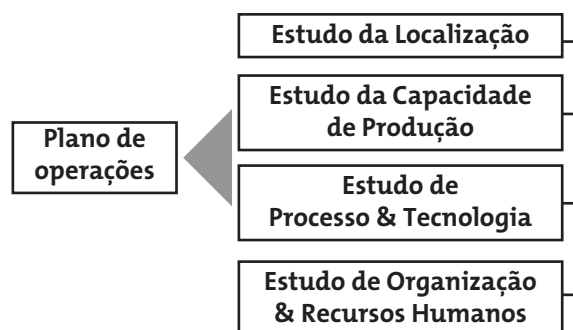 Estudo da Localização
Estudo da Capacidade
de Produção
Plano de
operações
Estudo de
Processo & Tecnologia
Estudo de Organização
& Recursos Humanos